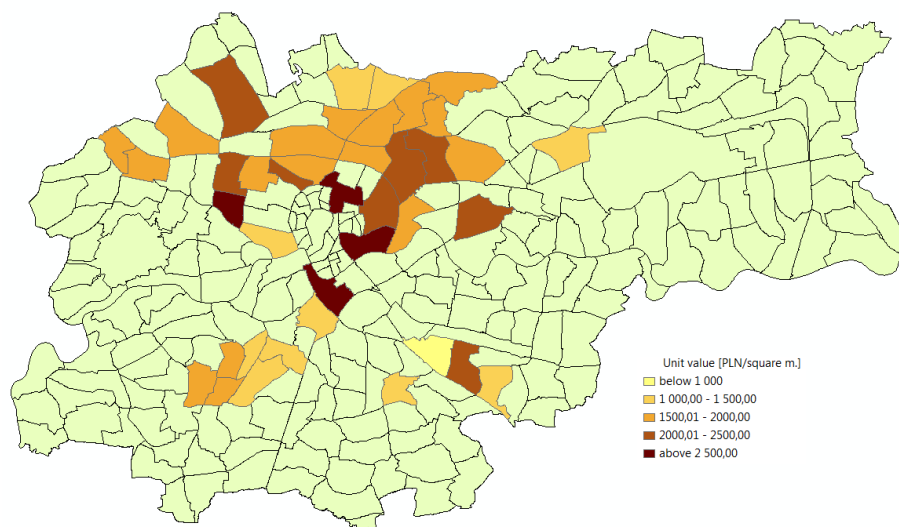 Unit value [PLN/square m.]
below 1 000
1 000,00 - 1 500,00
1500,01 - 2000,00
2000,01 - 2500,00
above 2 500,00